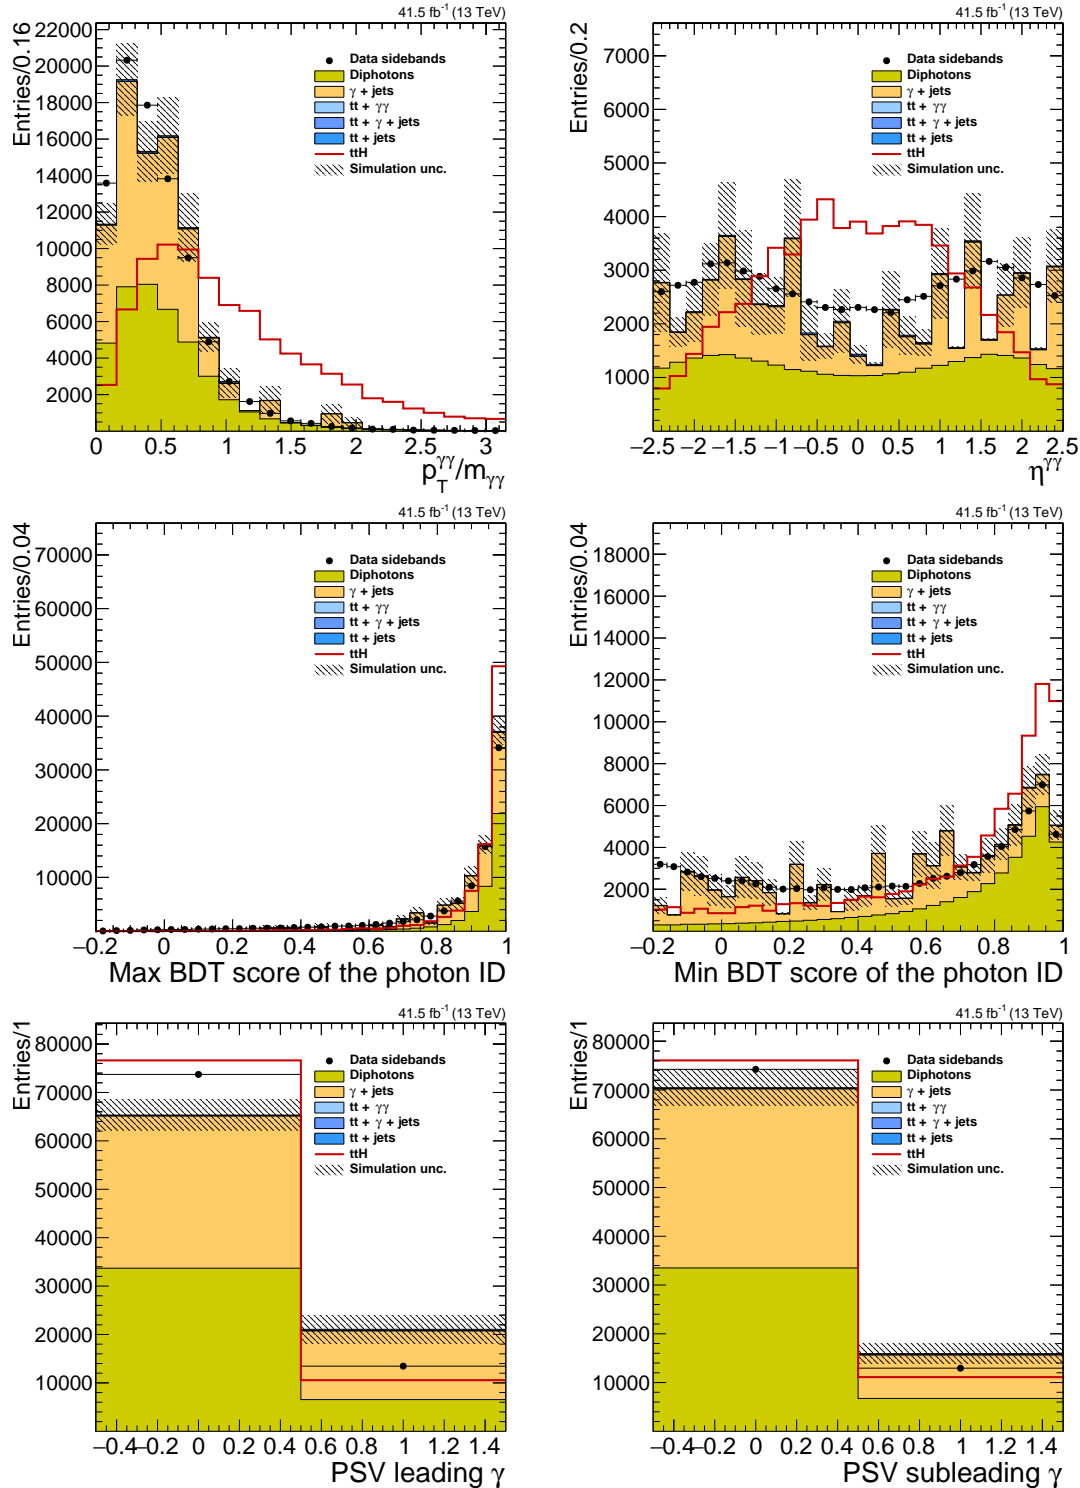 41.5 fb⁻¹ (13 TeV)
Entries/0.16
22000
20000
18000
16000
14000
12000
10000
8000
6000
4000
2000
Data sidebands
Diphotons
γ + jets
tt + γγ
tt + γ + jets
tt + jets
ttH
Simulation unc.
0 0.5 1 1.5 2 2.5 3
p_T^γγ/m_γγ
41.5 fb⁻¹ (13 TeV)
Entries/0.2
7000
6000
5000
4000
3000
2000
1000
Data sidebands
Diphotons
γ + jets
tt + γγ
tt + γ + jets
tt + jets
ttH
Simulation unc.
−2.5 −2 −1.5 −1 −0.5 0 0.5 1 1.5 2 2.5
η^γγ
41.5 fb⁻¹ (13 TeV)
Entries/0.04
70000
60000
50000
40000
30000
20000
10000
Data sidebands
Diphotons
γ + jets
tt + γγ
tt + γ + jets
tt + jets
ttH
Simulation unc.
−0.2 0 0.2 0.4 0.6 0.8 1
Max BDT score of the photon ID
41.5 fb⁻¹ (13 TeV)
Entries/0.04
18000
16000
14000
12000
10000
8000
6000
4000
2000
Data sidebands
Diphotons
γ + jets
tt + γγ
tt + γ + jets
tt + jets
ttH
Simulation unc.
−0.2 0 0.2 0.4 0.6 0.8 1
Min BDT score of the photon ID
41.5 fb⁻¹ (13 TeV)
Entries/1
80000
70000
60000
50000
40000
30000
20000
10000
Data sidebands
Diphotons
γ + jets
tt + γγ
tt + γ + jets
tt + jets
ttH
Simulation unc.
−0.4 −0.2 0 0.2 0.4 0.6 0.8 1 1.2 1.4
PSV leading γ
41.5 fb⁻¹ (13 TeV)
Entries/1
80000
70000
60000
50000
40000
30000
20000
10000
Data sidebands
Diphotons
γ + jets
tt + γγ
tt + γ + jets
tt + jets
ttH
Simulation unc.
−0.4 −0.2 0 0.2 0.4 0.6 0.8 1 1.2 1.4
PSV subleading γ